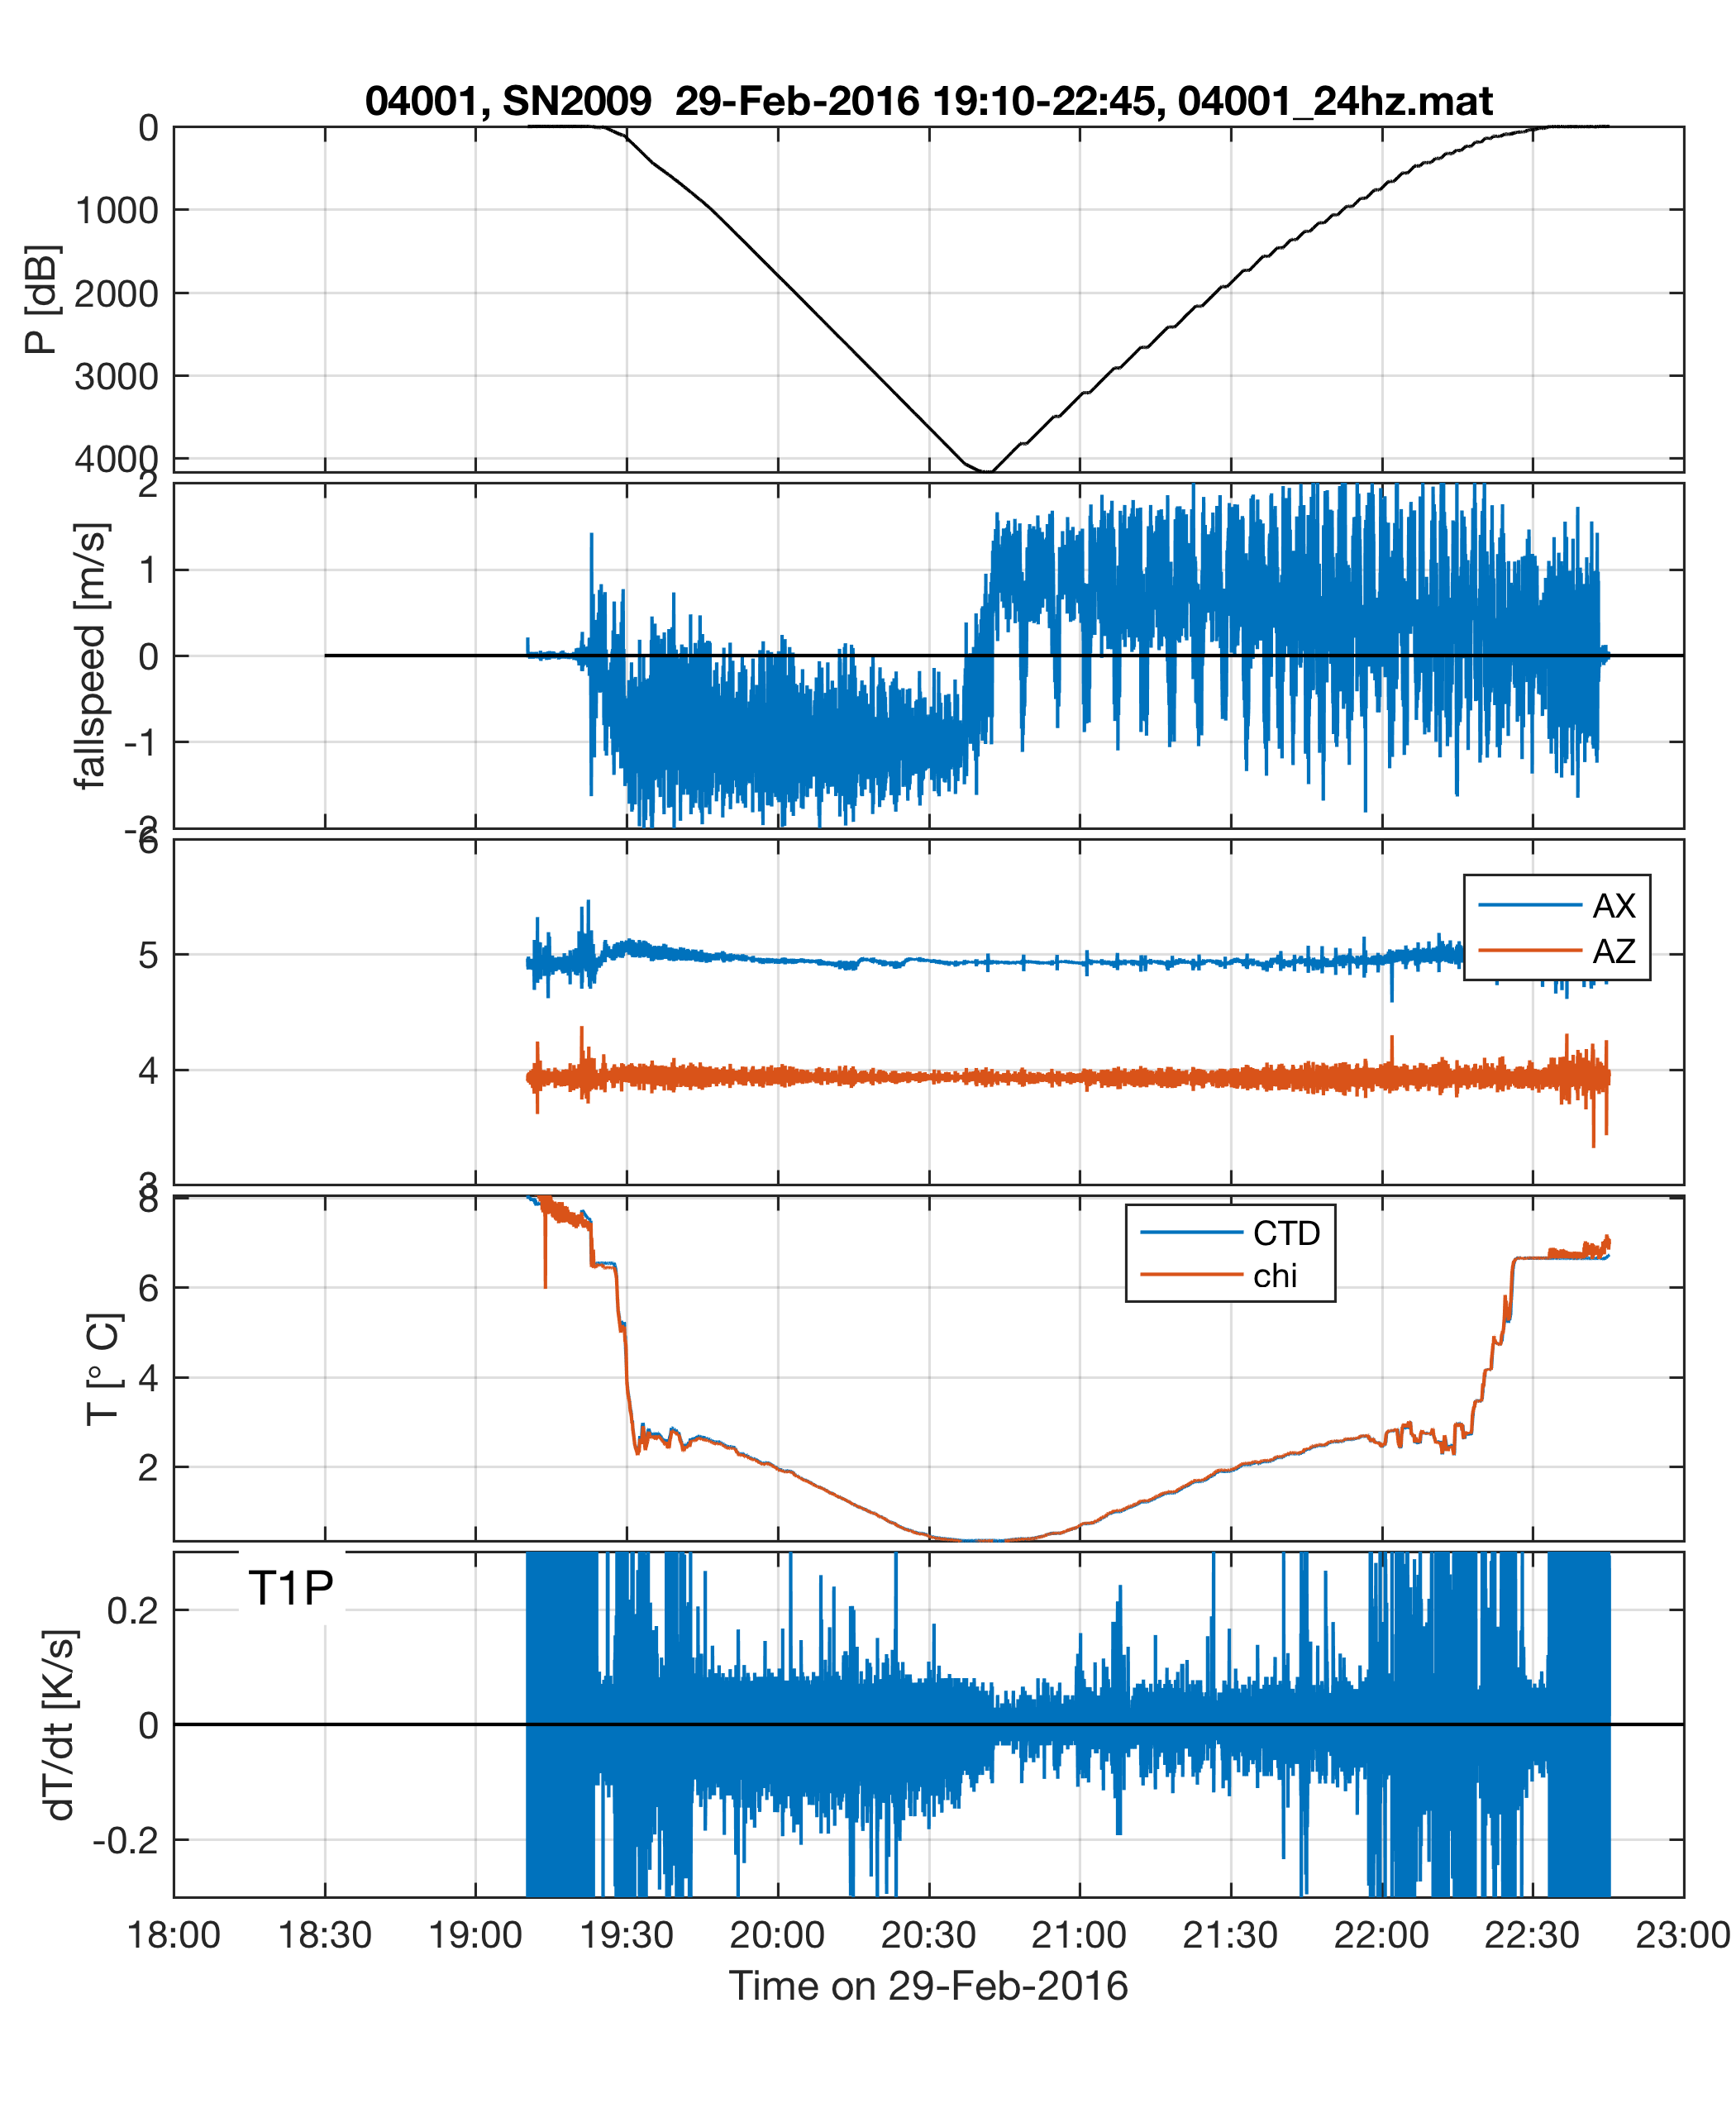 04001, SN2009  29-Feb-2016 19:10-22:45, 04001_24hz.mat
0
1000
2000
3000
4000
P [dB]
2
1
0
-1
-2
fallspeed [m/s]
6
5
4
3
AX
AZ
8
6
4
2
T [° C]
CTD
chi
T1P
0.2
0
-0.2
dT/dt [K/s]
18:00 18:30 19:00 19:30 20:00 20:30 21:00 21:30 22:00 22:30 23:00
Time on 29-Feb-2016